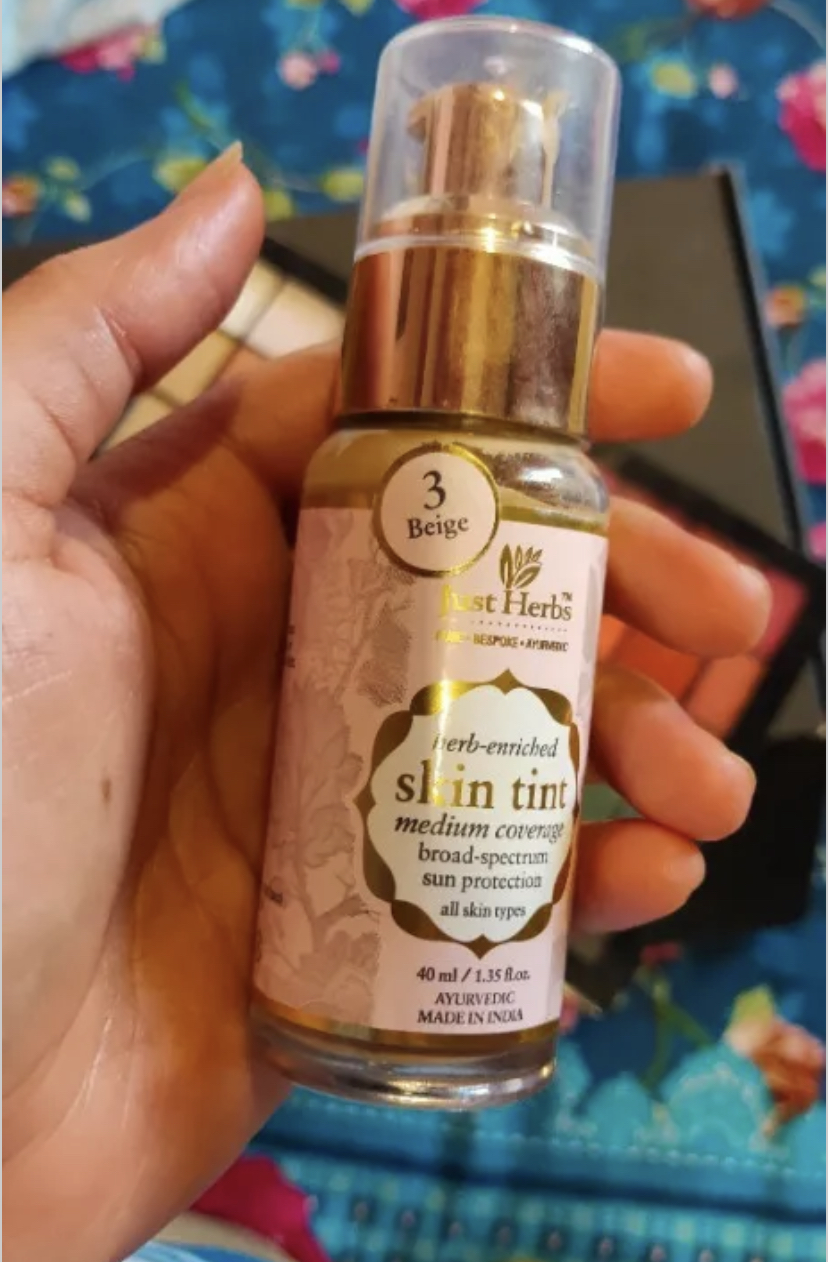 3
Beige
Just Herbs™
BESPOKE • AYURVEDIC
herb-enriched
skin tint
medium coverage
broad-spectrum
sun protection
all skin types
40 ml / 1.35 fl.oz.
AYURVEDIC
MADE IN INDIA